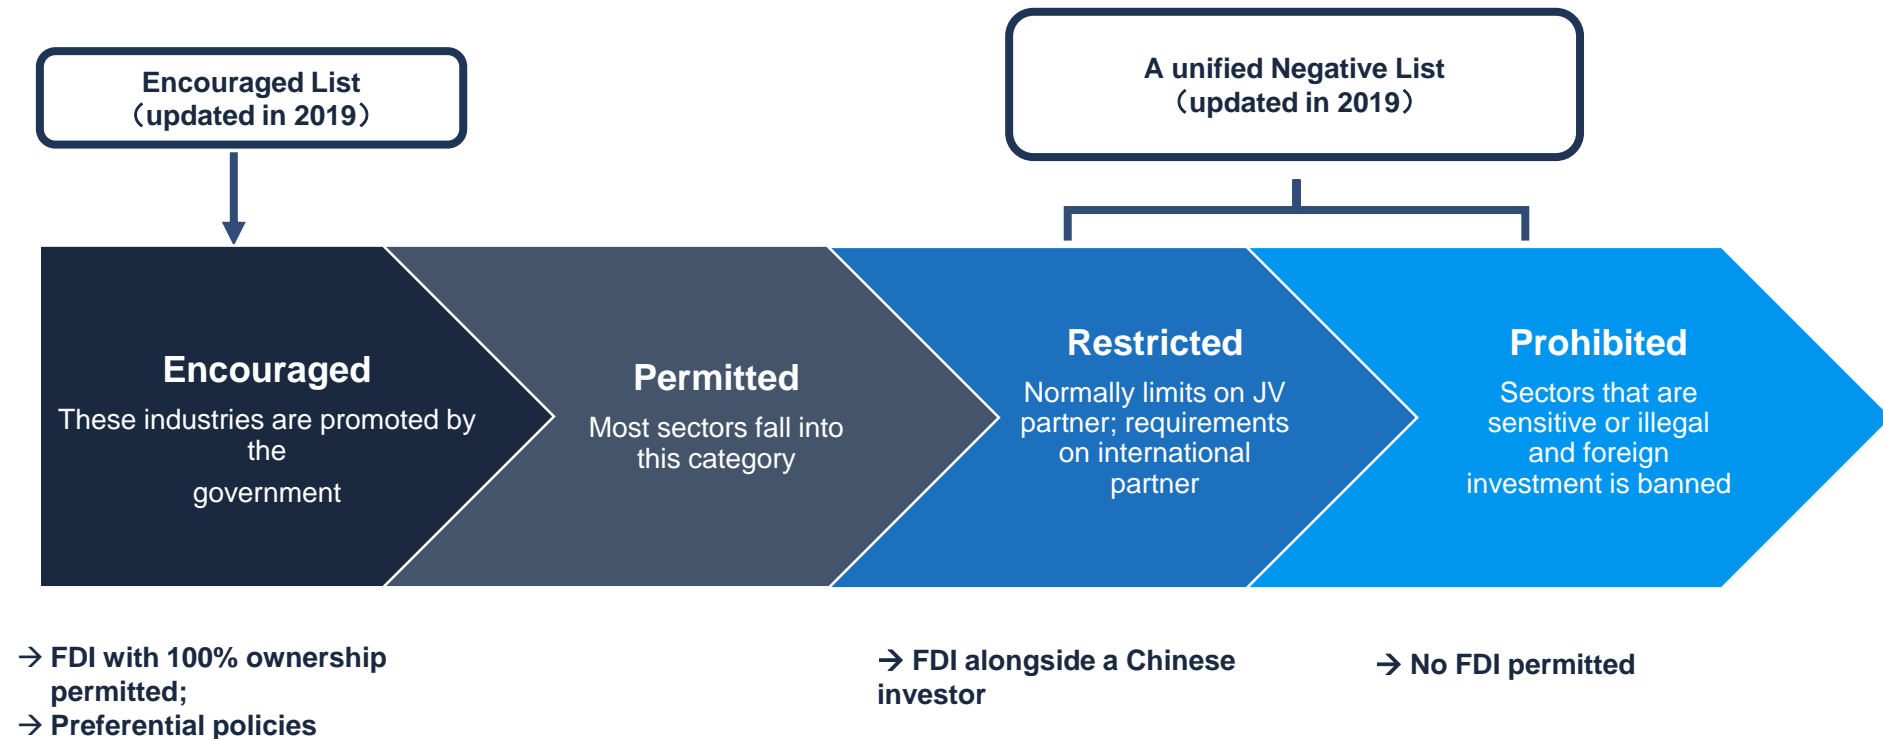 Encouraged List
（updated in 2019）
A unified Negative List
（updated in 2019）
Encouraged
These industries are promoted by
the
government
Permitted
Most sectors fall into
this category
Restricted
Normally limits on JV
partner; requirements
on international
partner
Prohibited
Sectors that are
sensitive or illegal
and foreign
investment is banned
→ FDI with 100% ownership
permitted;
→ Preferential policies
→ FDI alongside a Chinese
investor
→ No FDI permitted